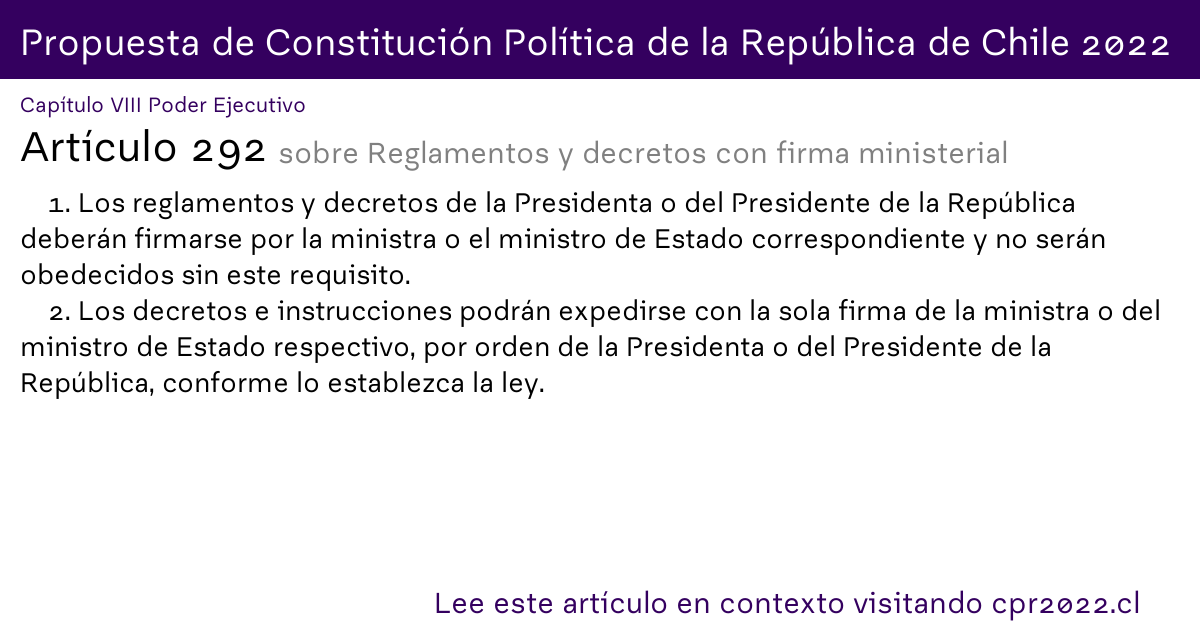 Propuesta de Constitución Política de la República de Chile 2022
Capítulo VIII Poder Ejecutivo
Artículo 292 sobre Reglamentos y decretos con firma ministerial
1. Los reglamentos y decretos de la Presidenta o del Presidente de la República
deberán firmarse por la ministra o el ministro de Estado correspondiente y no serán
obedecidos sin este requisito.
2. Los decretos e instrucciones podrán expedirse con la sola firma de la ministra o del
ministro de Estado respectivo, por orden de la Presidenta o del Presidente de la
República, conforme lo establezca la ley.
Lee este artículo en contexto visitando cpr2022.cl